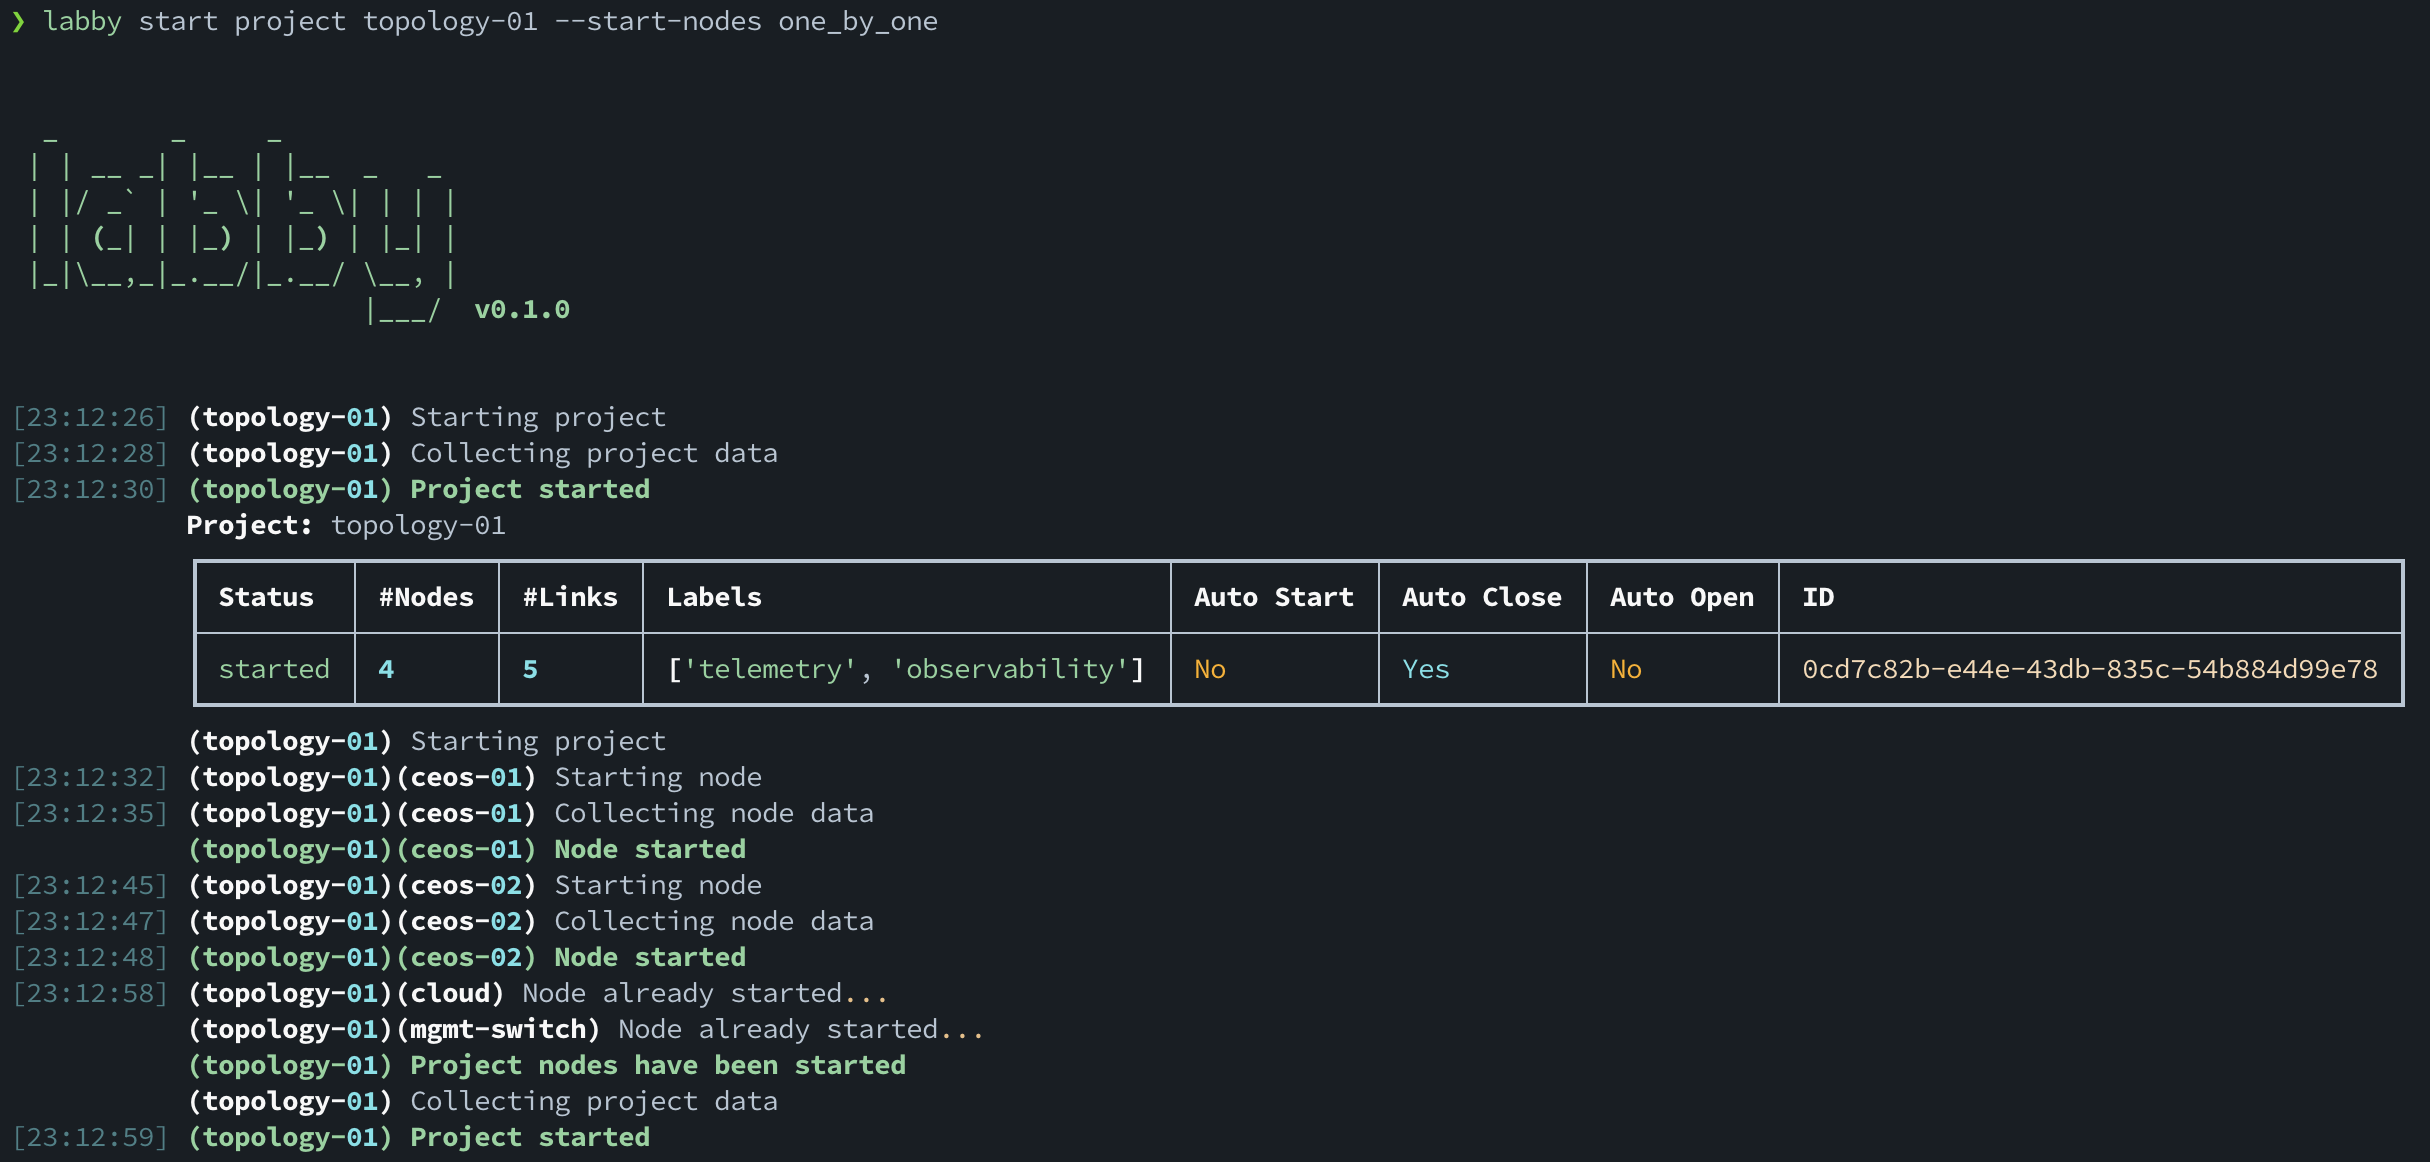 ❯ labby start project topology-01 --start-nodes one_by_one
  _       _     _
 | | __ _| |__ | |__  _   _
 | |/ _` | '_ \| '_ \| | | |
 | | (_| | |_) | |_) | |_| |
 |_|\__,_|_.__/|_.__/ \__, |
                      |___/  v0.1.0
[23:12:26] (topology-01) Starting project
[23:12:28] (topology-01) Collecting project data
[23:12:30] (topology-01) Project started
Project: topology-01
Status #Nodes #Links Labels Auto Start Auto Close Auto Open ID
started 4 5 ['telemetry', 'observability'] No Yes No 0cd7c82b-e44e-43db-835c-54b884d99e78
(topology-01) Starting project
[23:12:32] (topology-01)(ceos-01) Starting node
[23:12:35] (topology-01)(ceos-01) Collecting node data
(topology-01)(ceos-01) Node started
[23:12:45] (topology-01)(ceos-02) Starting node
[23:12:47] (topology-01)(ceos-02) Collecting node data
[23:12:48] (topology-01)(ceos-02) Node started
[23:12:58] (topology-01)(cloud) Node already started...
(topology-01)(mgmt-switch) Node already started...
(topology-01) Project nodes have been started
(topology-01) Collecting project data
[23:12:59] (topology-01) Project started